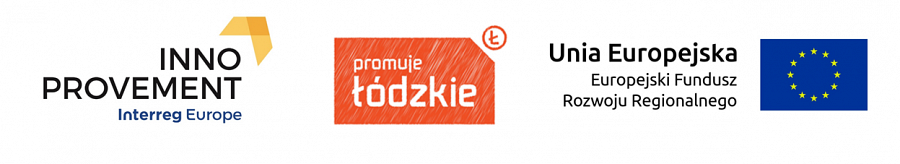 INNO
PROVEMENT
Interreg Europe
promuje
łódzkie
Ł
Unia Europejska
Europejski Fundusz
Rozwoju Regionalnego